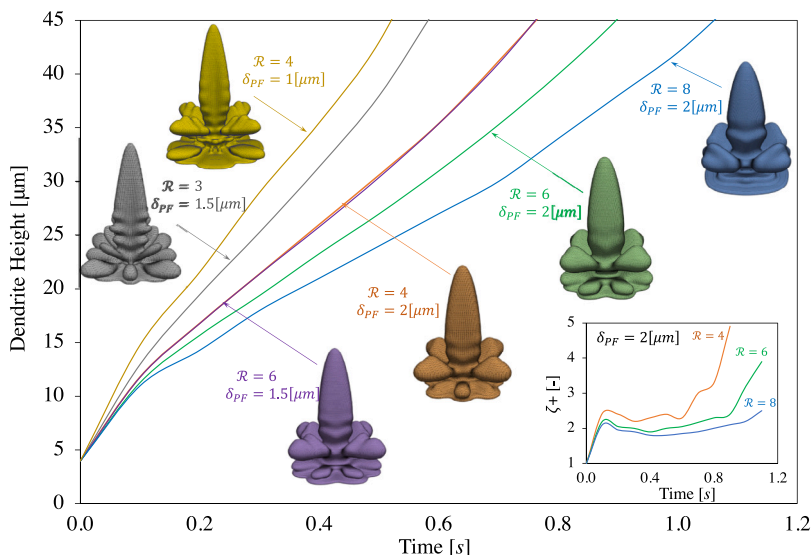 45
40
35
30
25
20
15
10
5
0
Dendrite Height [µm]
0.0
0.2
0.4
0.6
0.8
1.0
1.2
Time [s]
ℛ = 4
δ_PF = 1[µm]
ℛ = 3
δ_PF = 1.5[µm]
ℛ = 8
δ_PF = 2[µm]
ℛ = 6
δ_PF = 2[µm]
ℛ = 4
δ_PF = 2[µm]
ℛ = 6
δ_PF = 1.5[µm]
5
4
3
2
1
ζ+ [-]
δ_PF = 2[µm]
ℛ = 4
ℛ = 6
ℛ = 8
0.0
0.4
0.8
1.2
Time [s]